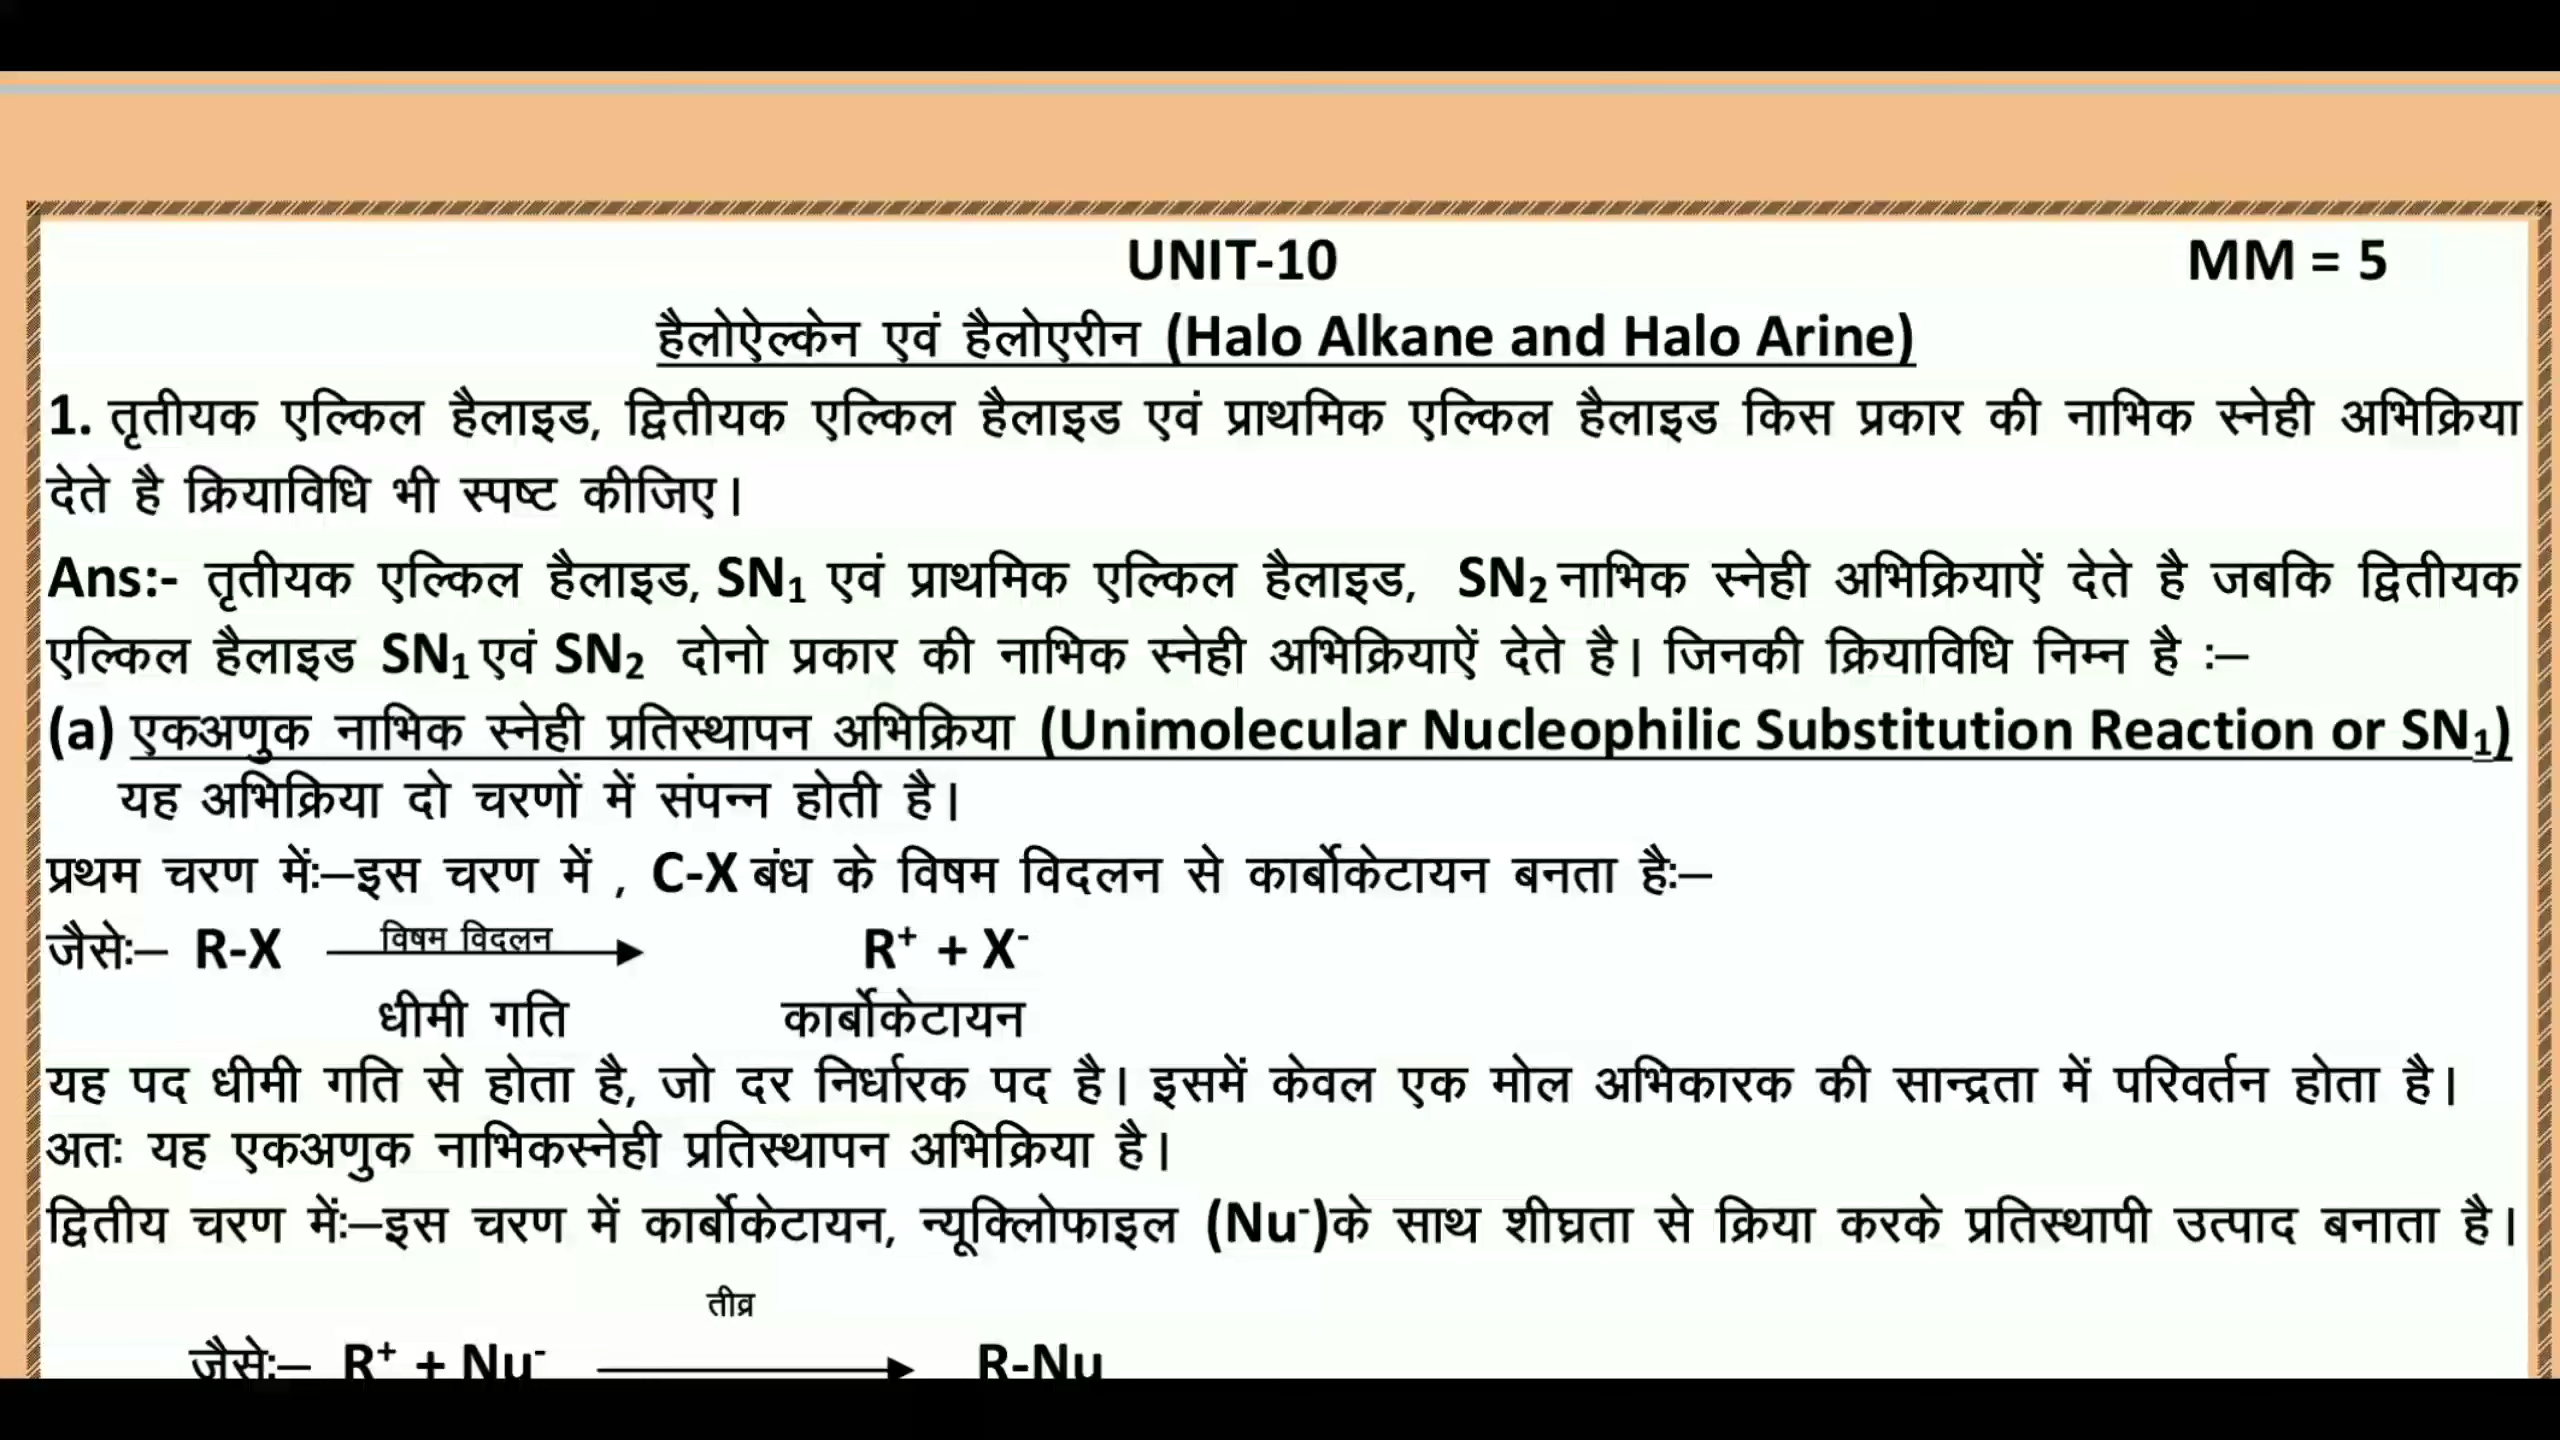 UNIT-10 MM = 5
हैलोऐल्केन एवं हैलोएरीन (Halo Alkane and Halo Arine)
1. तृतीयक एल्किल हैलाइड, द्वितीयक एल्किल हैलाइड एवं प्राथमिक एल्किल हैलाइड किस प्रकार की नाभिक स्नेही अभिक्रिया
देते है क्रियाविधि भी स्पष्ट कीजिए।
Ans:- तृतीयक एल्किल हैलाइड, SN₁ एवं प्राथमिक एल्किल हैलाइड, SN₂ नाभिक स्नेही अभिक्रियाऐं देते है जबकि द्वितीयक
एल्किल हैलाइड SN₁ एवं SN₂ दोनो प्रकार की नाभिक स्नेही अभिक्रियाऐं देते है। जिनकी क्रियाविधि निम्न है :–
(a) एकअणुक नाभिक स्नेही प्रतिस्थापन अभिक्रिया (Unimolecular Nucleophilic Substitution Reaction or SN₁)
यह अभिक्रिया दो चरणों में संपन्न होती है।
प्रथम चरण में:–इस चरण में , C-X बंध के विषम विदलन से कार्बोकेटायन बनता है:–
जैसे:– R-X विषम विदलन R⁺ + X⁻
धीमी गति कार्बोकेटायन
यह पद धीमी गति से होता है, जो दर निर्धारक पद है। इसमें केवल एक मोल अभिकारक की सान्द्रता में परिवर्तन होता है।
अतः यह एकअणुक नाभिकस्नेही प्रतिस्थापन अभिक्रिया है।
द्वितीय चरण में:–इस चरण में कार्बोकेटायन, न्यूक्लिोफाइल (Nu⁻)के साथ शीघ्रता से क्रिया करके प्रतिस्थापी उत्पाद बनाता है।
तीव्र
जैसे:– R⁺ + Nu⁻ R-Nu